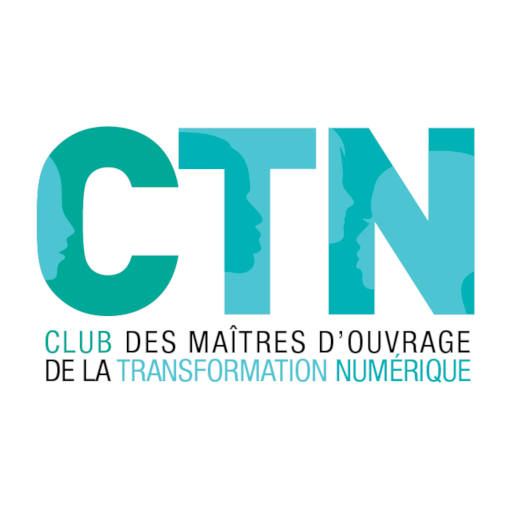 CTN
CLUB DES MAÎTRES D'OUVRAGE
DE LA TRANSFORMATION NUMÉRIQUE